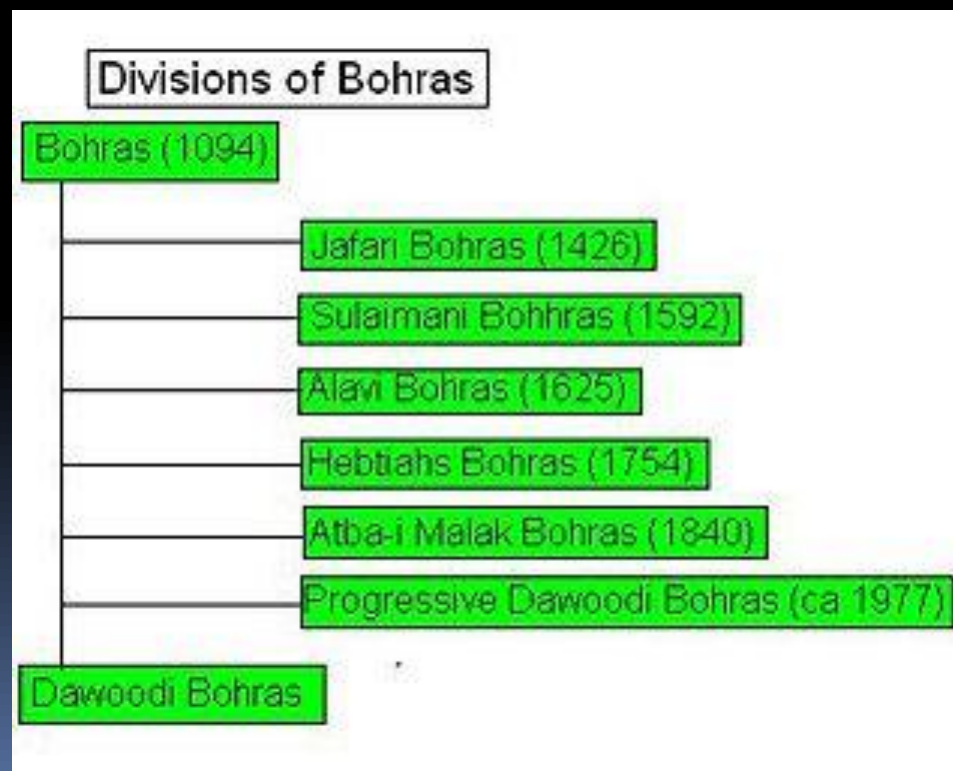 Divisions of Bohras
Bohras (1094)
Jafari Bohras (1426)
Sulaimani Bohhras (1592)
Alavi Bohras (1625)
Hebtiahs Bohras (1754)
Atba-i Malak Bohras (1840)
Progressive Dawoodi Bohras (ca 1977)
Dawoodi Bohras